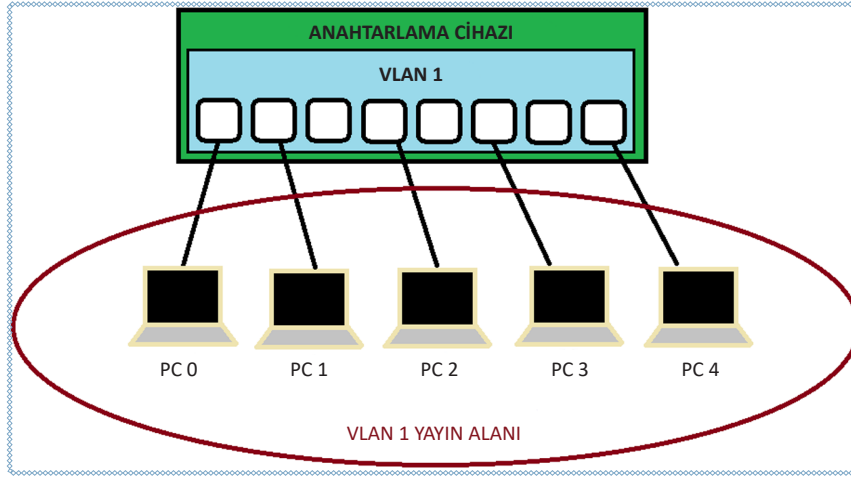 ANAHTARLAMA CİHAZI
VLAN 1
PC 0
PC 1
PC 2
PC 3
PC 4
VLAN 1 YAYIN ALANI